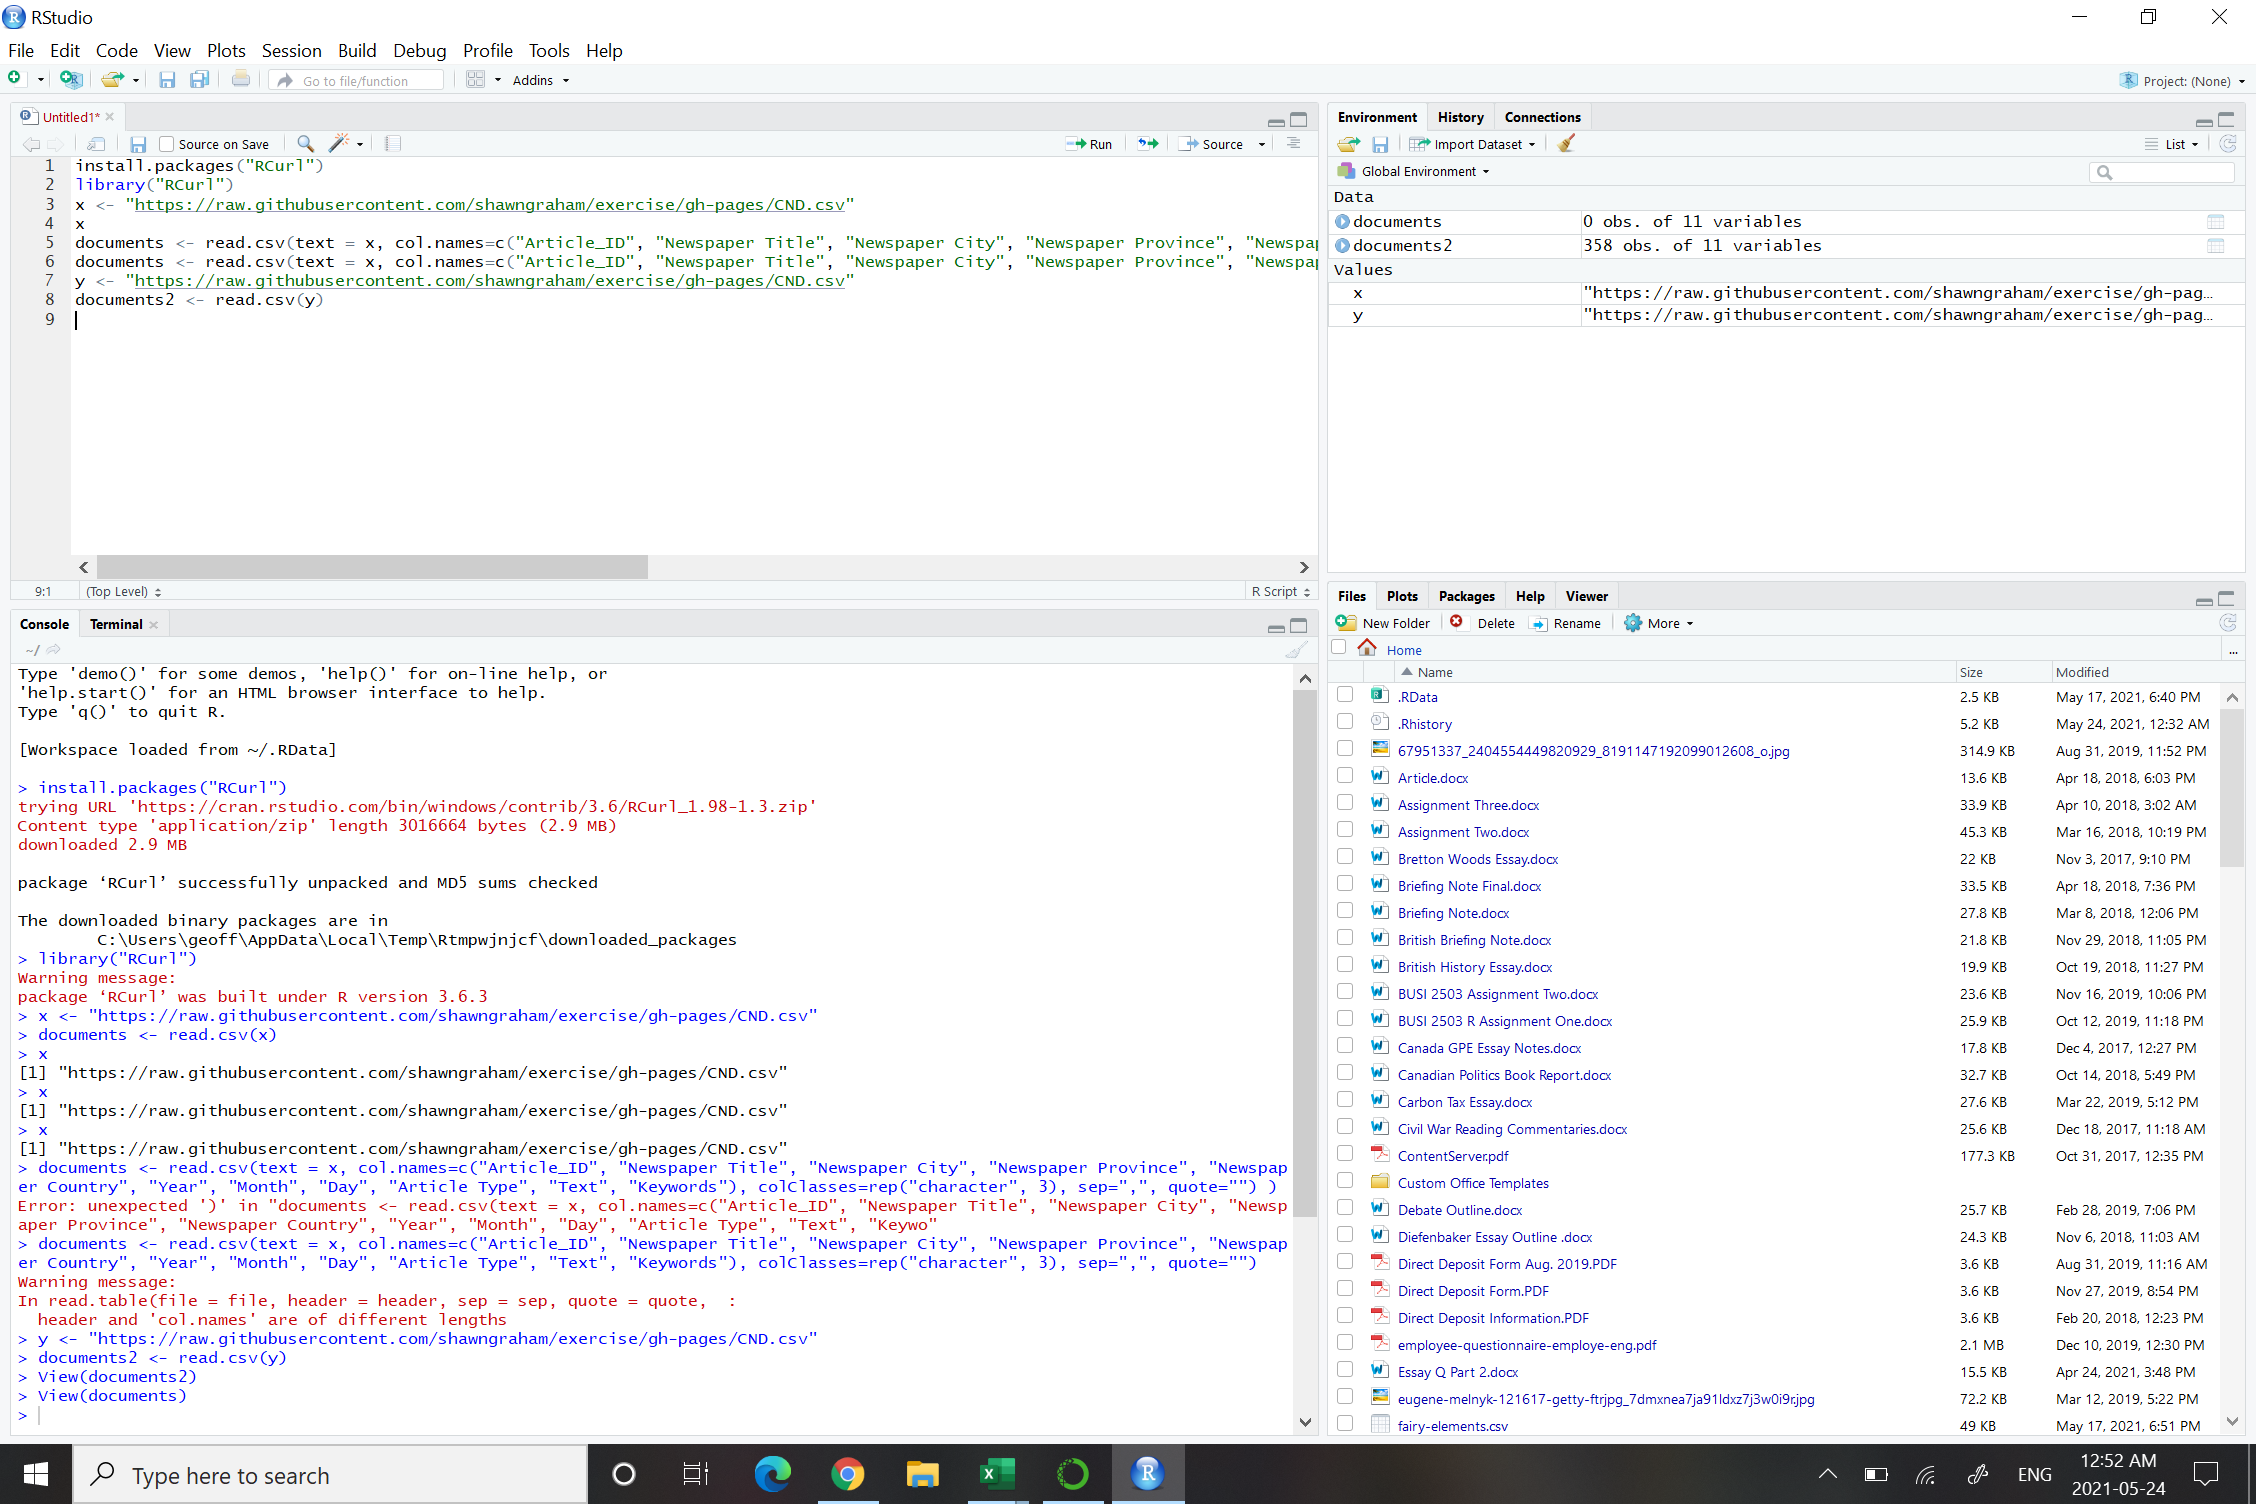 RStudio
File Edit Code View Plots Session Build Debug Profile Tools Help
Go to file/function Addins Project: (None)
Untitled1*
Source on Save Run Source
1 install.packages("RCurl")
2 library("RCurl")
3 x <- "https://raw.githubusercontent.com/shawngraham/exercise/gh-pages/CND.csv"
4 x
5 documents <- read.csv(text = x, col.names=c("Article_ID", "Newspaper Title", "Newspaper City", "Newspaper Province", "Newspa
6 documents <- read.csv(text = x, col.names=c("Article_ID", "Newspaper Title", "Newspaper City", "Newspaper Province", "Newspa
7 y <- "https://raw.githubusercontent.com/shawngraham/exercise/gh-pages/CND.csv"
8 documents2 <- read.csv(y)
9
9:1 (Top Level) R Script
Console Terminal
~/
Type 'demo()' for some demos, 'help()' for on-line help, or
'help.start()' for an HTML browser interface to help.
Type 'q()' to quit R.
[Workspace loaded from ~/.RData]
> install.packages("RCurl")
trying URL 'https://cran.rstudio.com/bin/windows/contrib/3.6/RCurl_1.98-1.3.zip'
Content type 'application/zip' length 3016664 bytes (2.9 MB)
downloaded 2.9 MB
package ‘RCurl’ successfully unpacked and MD5 sums checked
The downloaded binary packages are in
C:\Users\geoff\AppData\Local\Temp\Rtmpwjnjcf\downloaded_packages
> library("RCurl")
Warning message:
package ‘RCurl’ was built under R version 3.6.3
> x <- "https://raw.githubusercontent.com/shawngraham/exercise/gh-pages/CND.csv"
> documents <- read.csv(x)
> x
[1] "https://raw.githubusercontent.com/shawngraham/exercise/gh-pages/CND.csv"
> x
[1] "https://raw.githubusercontent.com/shawngraham/exercise/gh-pages/CND.csv"
> x
[1] "https://raw.githubusercontent.com/shawngraham/exercise/gh-pages/CND.csv"
> documents <- read.csv(text = x, col.names=c("Article_ID", "Newspaper Title", "Newspaper City", "Newspaper Province", "Newspap
er Country", "Year", "Month", "Day", "Article Type", "Text", "Keywords"), colClasses=rep("character", 3), sep=",", quote="") )
Error: unexpected ')' in "documents <- read.csv(text = x, col.names=c("Article_ID", "Newspaper Title", "Newspaper City", "Newsp
aper Province", "Newspaper Country", "Year", "Month", "Day", "Article Type", "Text", "Keywo"
> documents <- read.csv(text = x, col.names=c("Article_ID", "Newspaper Title", "Newspaper City", "Newspaper Province", "Newspap
er Country", "Year", "Month", "Day", "Article Type", "Text", "Keywords"), colClasses=rep("character", 3), sep=",", quote="")
Warning message:
In read.table(file = file, header = header, sep = sep, quote = quote,  :
header and 'col.names' are of different lengths
> y <- "https://raw.githubusercontent.com/shawngraham/exercise/gh-pages/CND.csv"
> documents2 <- read.csv(y)
> View(documents2)
> View(documents)
>
Environment History Connections
Import Dataset List
Global Environment
Data
documents 0 obs. of 11 variables
documents2 358 obs. of 11 variables
Values
x "https://raw.githubusercontent.com/shawngraham/exercise/gh-pag…
y "https://raw.githubusercontent.com/shawngraham/exercise/gh-pag…
Files Plots Packages Help Viewer
New Folder Delete Rename More
Home ...
Name Size Modified
.RData 2.5 KB May 17, 2021, 6:40 PM
.Rhistory 5.2 KB May 24, 2021, 12:32 AM
67951337_2404554449820929_8191147192099012608_o.jpg 314.9 KB Aug 31, 2019, 11:52 PM
Article.docx 13.6 KB Apr 18, 2018, 6:03 PM
Assignment Three.docx 33.9 KB Apr 10, 2018, 3:02 AM
Assignment Two.docx 45.3 KB Mar 16, 2018, 10:19 PM
Bretton Woods Essay.docx 22 KB Nov 3, 2017, 9:10 PM
Briefing Note Final.docx 33.5 KB Apr 18, 2018, 7:36 PM
Briefing Note.docx 27.8 KB Mar 8, 2018, 12:06 PM
British Briefing Note.docx 21.8 KB Nov 29, 2018, 11:05 PM
British History Essay.docx 19.9 KB Oct 19, 2018, 11:27 PM
BUSI 2503 Assignment Two.docx 23.6 KB Nov 16, 2019, 10:06 PM
BUSI 2503 R Assignment One.docx 25.9 KB Oct 12, 2019, 11:18 PM
Canada GPE Essay Notes.docx 17.8 KB Dec 4, 2017, 12:27 PM
Canadian Politics Book Report.docx 32.7 KB Oct 14, 2018, 5:49 PM
Carbon Tax Essay.docx 27.6 KB Mar 22, 2019, 5:12 PM
Civil War Reading Commentaries.docx 25.6 KB Dec 18, 2017, 11:18 AM
ContentServer.pdf 177.3 KB Oct 31, 2017, 12:35 PM
Custom Office Templates
Debate Outline.docx 25.7 KB Feb 28, 2019, 7:06 PM
Diefenbaker Essay Outline .docx 24.3 KB Nov 6, 2018, 11:03 AM
Direct Deposit Form Aug. 2019.PDF 3.6 KB Aug 31, 2019, 11:16 AM
Direct Deposit Form.PDF 3.6 KB Nov 27, 2019, 8:54 PM
Direct Deposit Information.PDF 3.6 KB Feb 20, 2018, 12:23 PM
employee-questionnaire-employe-eng.pdf 2.1 MB Dec 10, 2019, 12:30 PM
Essay Q Part 2.docx 15.5 KB Apr 24, 2021, 3:48 PM
eugene-melnyk-121617-getty-ftrjpg_7dmxnea7ja91ldxz7j3w0i9r.jpg 72.2 KB Mar 12, 2019, 5:22 PM
fairy-elements.csv 49 KB May 17, 2021, 6:51 PM
Type here to search
ENG
12:52 AM
2021-05-24